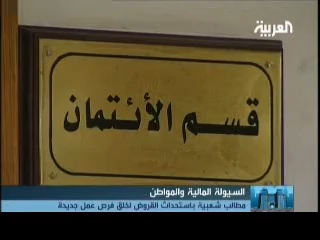 العربية
قسم الأئتمان
السيولة المالية والمواطن
مطالب شعبية باستحداث القروض لخلق فرص عمل جديدة